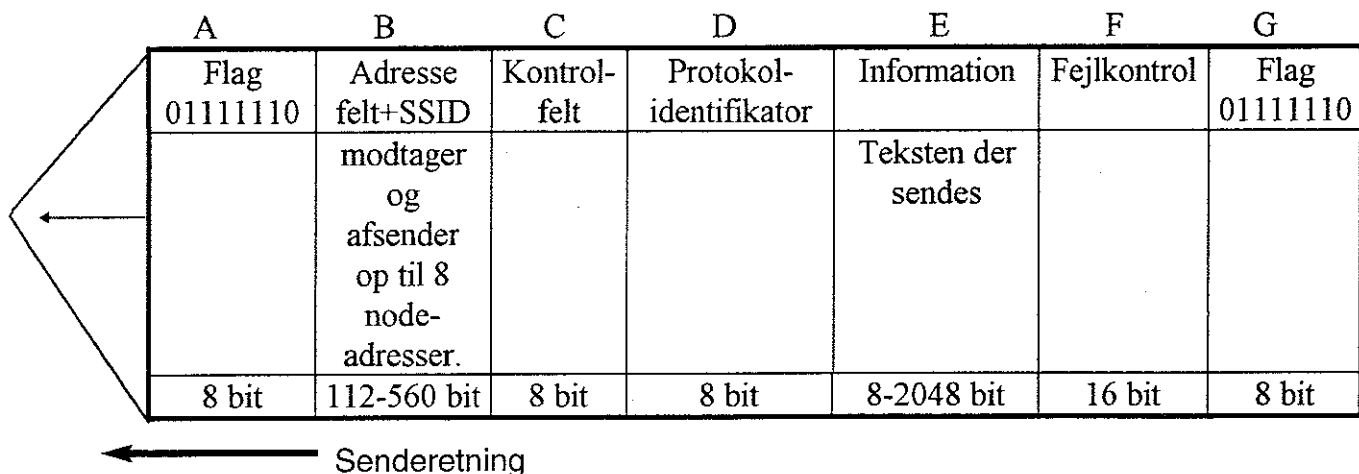 A B C D E F G
Flag Adresse Kontrol- Protokol- Information Fejlkontrol Flag
01111110 felt+SSID felt identifikator 01111110
modtager Teksten der
og sendes
afsender
op til 8
node-
adresser.
8 bit 112-560 bit 8 bit 8 bit 8-2048 bit 16 bit 8 bit
Senderetning